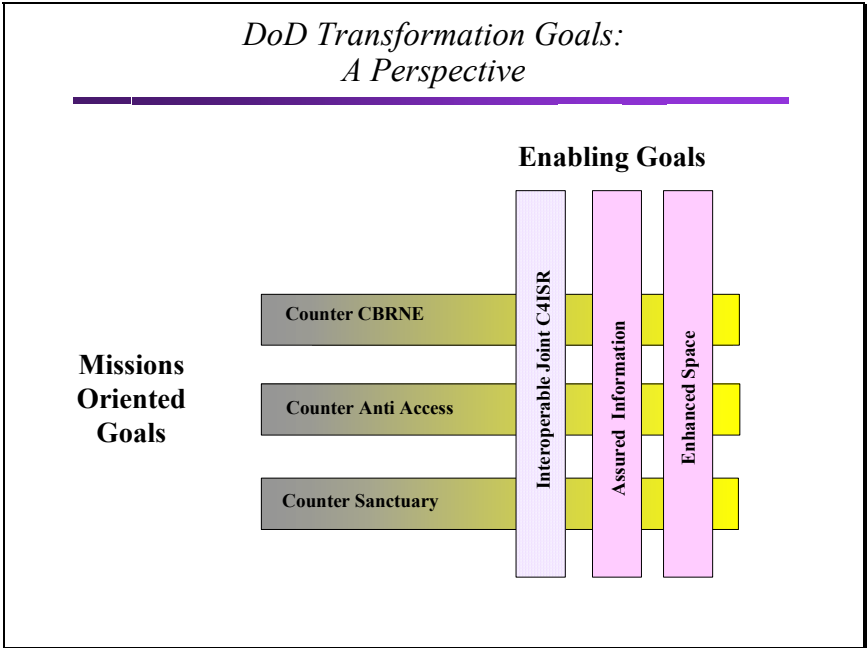 DoD Transformation Goals:
A Perspective
Enabling Goals
Missions
Oriented
Goals
Counter CBRNE
Counter Anti Access
Counter Sanctuary
Interoperable Joint C4ISR
Assured Information
Enhanced Space